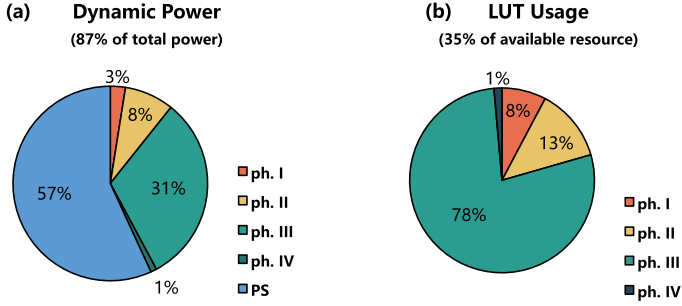 (a) Dynamic Power
(87% of total power)
3%
8%
31%
57%
1%
ph. I
ph. II
ph. III
ph. IV
PS
(b) LUT Usage
(35% of available resource)
1%
8%
13%
78%
ph. I
ph. II
ph. III
ph. IV